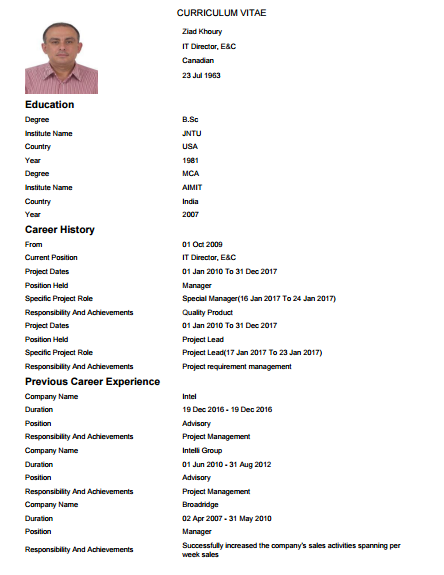 CURRICULUM VITAE
Ziad Khoury
IT Director, E&C
Canadian
23 Jul 1963
Education
Degree B.Sc
Institute Name JNTU
Country USA
Year 1981
Degree MCA
Institute Name AIMIT
Country India
Year 2007
Career History
From 01 Oct 2009
Current Position IT Director, E&C
Project Dates 01 Jan 2010 To 31 Dec 2017
Position Held Manager
Specific Project Role Special Manager(16 Jan 2017 To 24 Jan 2017)
Responsibility And Achievements Quality Product
Project Dates 01 Jan 2010 To 31 Dec 2017
Position Held Project Lead
Specific Project Role Project Lead(17 Jan 2017 To 23 Jan 2017)
Responsibility And Achievements Project requirement management
Previous Career Experience
Company Name Intel
Duration 19 Dec 2016 - 19 Dec 2016
Position Advisory
Responsibility And Achievements Project Management
Company Name Intelli Group
Duration 01 Jun 2010 - 31 Aug 2012
Position Advisory
Responsibility And Achievements Project Management
Company Name Broadridge
Duration 02 Apr 2007 - 31 May 2010
Position Manager
Responsibility And Achievements Successfully increased the company's sales activities spanning per
week sales